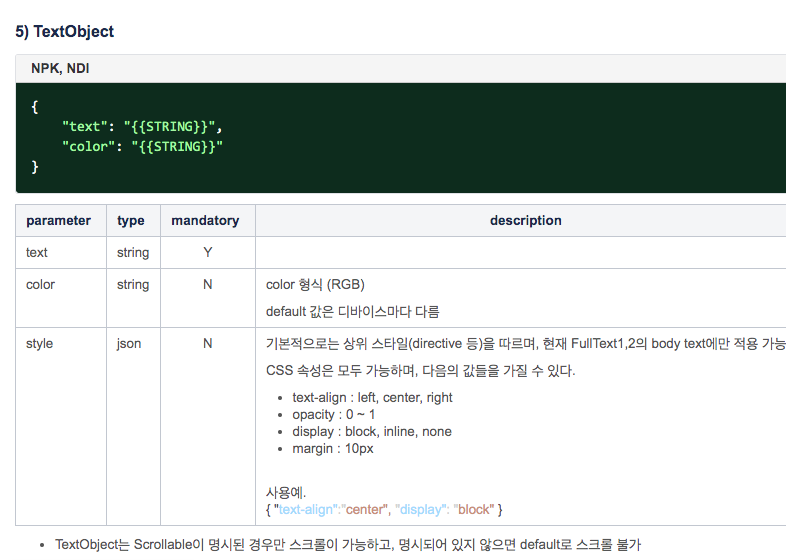 5) TextObject
NPK, NDI
{
"text": "{{STRING}}",
"color": "{{STRING}}"
}
parameter type mandatory description
text string Y
color string N color 형식 (RGB)
default 값은 디바이스마다 다름
style json N 기본적으로는 상위 스타일(directive 등)을 따르며, 현재 FullText1,2의 body text에만 적용 가능
CSS 속성은 모두 가능하며, 다음의 값들을 가질 수 있다.
• text-align : left, center, right
• opacity : 0 ~ 1
• display : block, inline, none
• margin : 10px
사용예.
{ "text-align":"center", "display": "block" }
• TextObject는 Scrollable이 명시된 경우만 스크롤이 가능하고, 명시되어 있지 않으면 default로 스크롤 불가